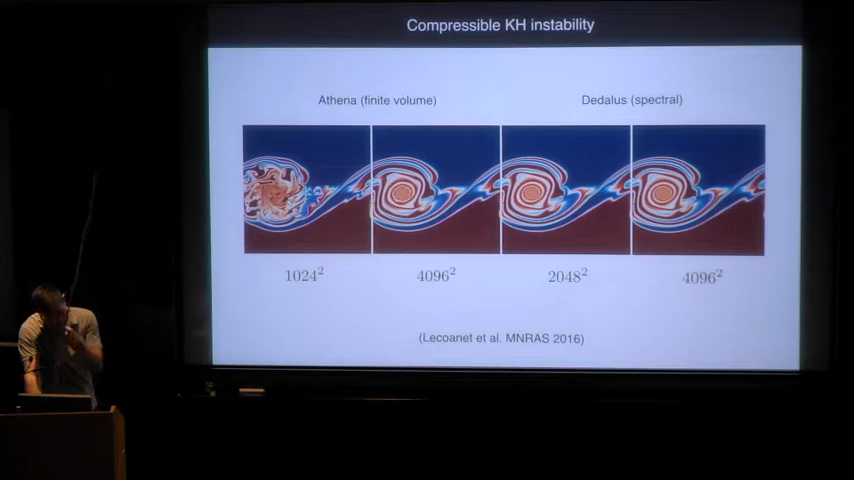 Compressible KH instability
Athena (finite volume) Dedalus (spectral)
1024² 4096² 2048² 4096²
(Lecoanet et al. MNRAS 2016)